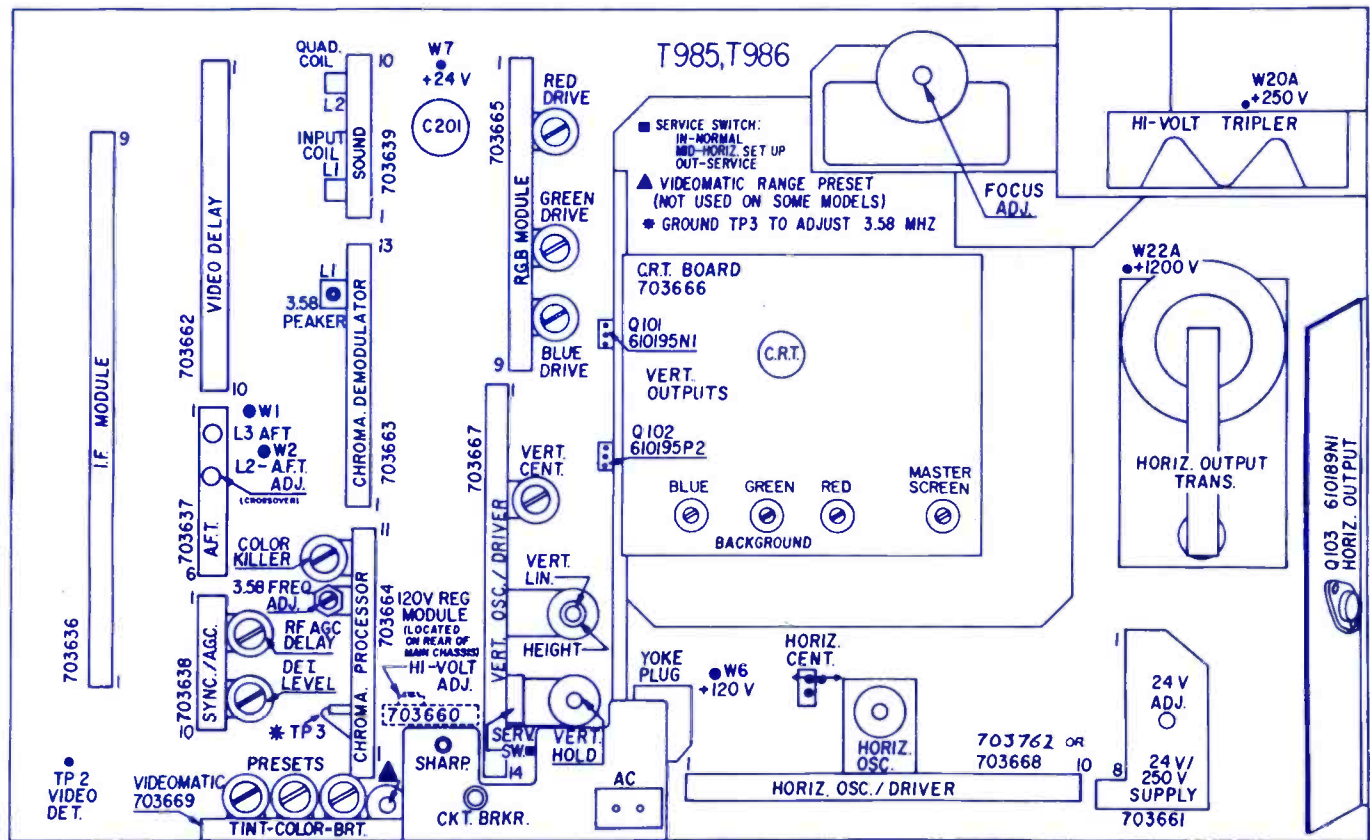 T985,T986
QUAD.
COIL
L2
INPUT
COIL
L1
10
SOUND
703639
1
W7
+24 V
C201
1
703665
R.G.B MODULE
9
RED
DRIVE
GREEN
DRIVE
BLUE
DRIVE
■ SERVICE SWITCH:
IN-NORMAL
MID-HORIZ. SET UP
OUT-SERVICE
▲ VIDEOMATIC RANGE PRESET
(NOT USED ON SOME MODELS)
✱ GROUND TP3 TO ADJUST 3.58 MHZ
FOCUS
ADJ.
W20A
+250 V
HI-VOLT TRIPLER
W22A
+1200 V
HORIZ. OUTPUT
TRANS.
Q103 610189N1
HORIZ. OUTPUT
C.R.T. BOARD
703666
C.R.T.
Q101
610195N1
VERT.
OUTPUTS
Q102
610195P2
BLUE
GREEN
RED
MASTER
SCREEN
BACKGROUND
9
I.F. MODULE
703636
1
1
VIDEO DELAY
703662
10
13
L1
3.58
PEAKER
CHROMA. DEMODULATOR
703663
1
1
W1
L3 AFT
W2
L2-A.F.T.
ADJ.
(CROSSOVER)
A.F.T.
703637
6
COLOR
KILLER
3.58 FREQ
ADJ.
11
CHROMA. PROCESSOR
703664
1
1
RF AGC
DELAY
DET.
LEVEL
SYNC./AGC.
703638
10
✱ TP3
120V REG
MODULE
(LOCATED
ON REAR OF
MAIN CHASSIS)
HI-VOLT
ADJ.
703660
1
703667
VERT. OSC./DRIVER
14
VERT.
CENT.
VERT.
LIN.
HEIGHT
SERV.
SW. ■
VERT.
HOLD
YOKE
PLUG
W6
+120 V
HORIZ.
CENT.
HORIZ.
OSC.
703762 OR
703668
1
10
HORIZ. OSC./DRIVER
1
24 V
ADJ.
8
24 V/
250 V
SUPPLY
703661
TP 2
VIDEO
DET.
VIDEOMATIC
703669
PRESETS
TINT-COLOR-BRT.
▲
SHARP.
CKT. BRKR.
AC